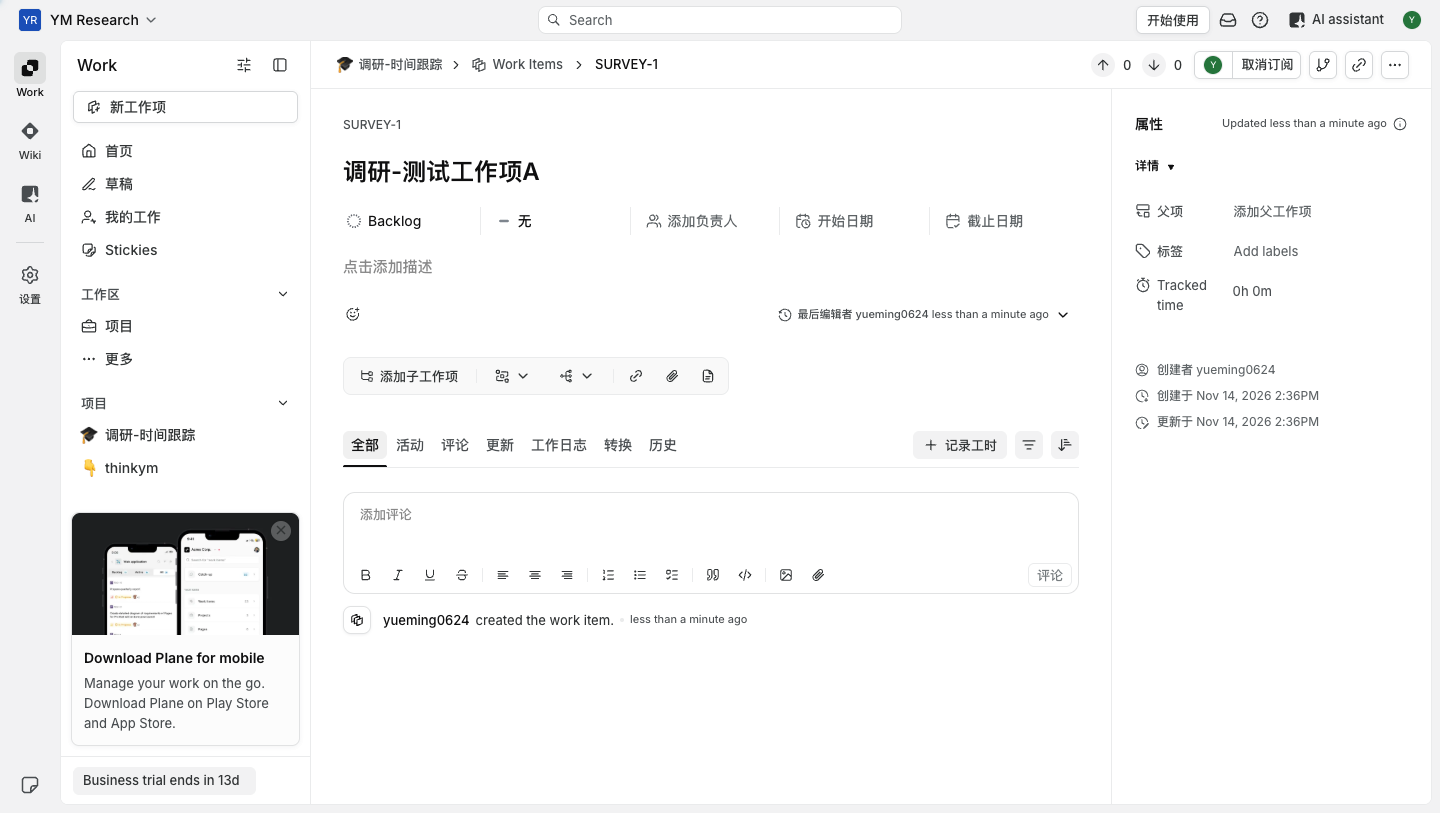 YR YM Research
Search
开始使用
AI assistant
Y
Work
Wiki
AI
设置
Work
新工作项
首页
草稿
我的工作
Stickies
工作区
项目
更多
项目
调研-时间跟踪
thinkym
Download Plane for mobile
Manage your work on the go.
Download Plane on Play Store
and App Store.
Business trial ends in 13d
调研-时间跟踪 Work Items SURVEY-1
0 0 Y 取消订阅
SURVEY-1
调研-测试工作项A
Backlog 无 添加负责人 开始日期 截止日期
点击添加描述
最后编辑者 yueming0624 less than a minute ago
添加子工作项
全部 活动 评论 更新 工作日志 转换 历史
记录工时
添加评论
B I U S
评论
yueming0624 created the work item. less than a minute ago
属性 Updated less than a minute ago
详情
父项 添加父工作项
标签 Add labels
Tracked
time
0h 0m
创建者 yueming0624
创建于 Nov 14, 2026 2:36PM
更新于 Nov 14, 2026 2:36PM